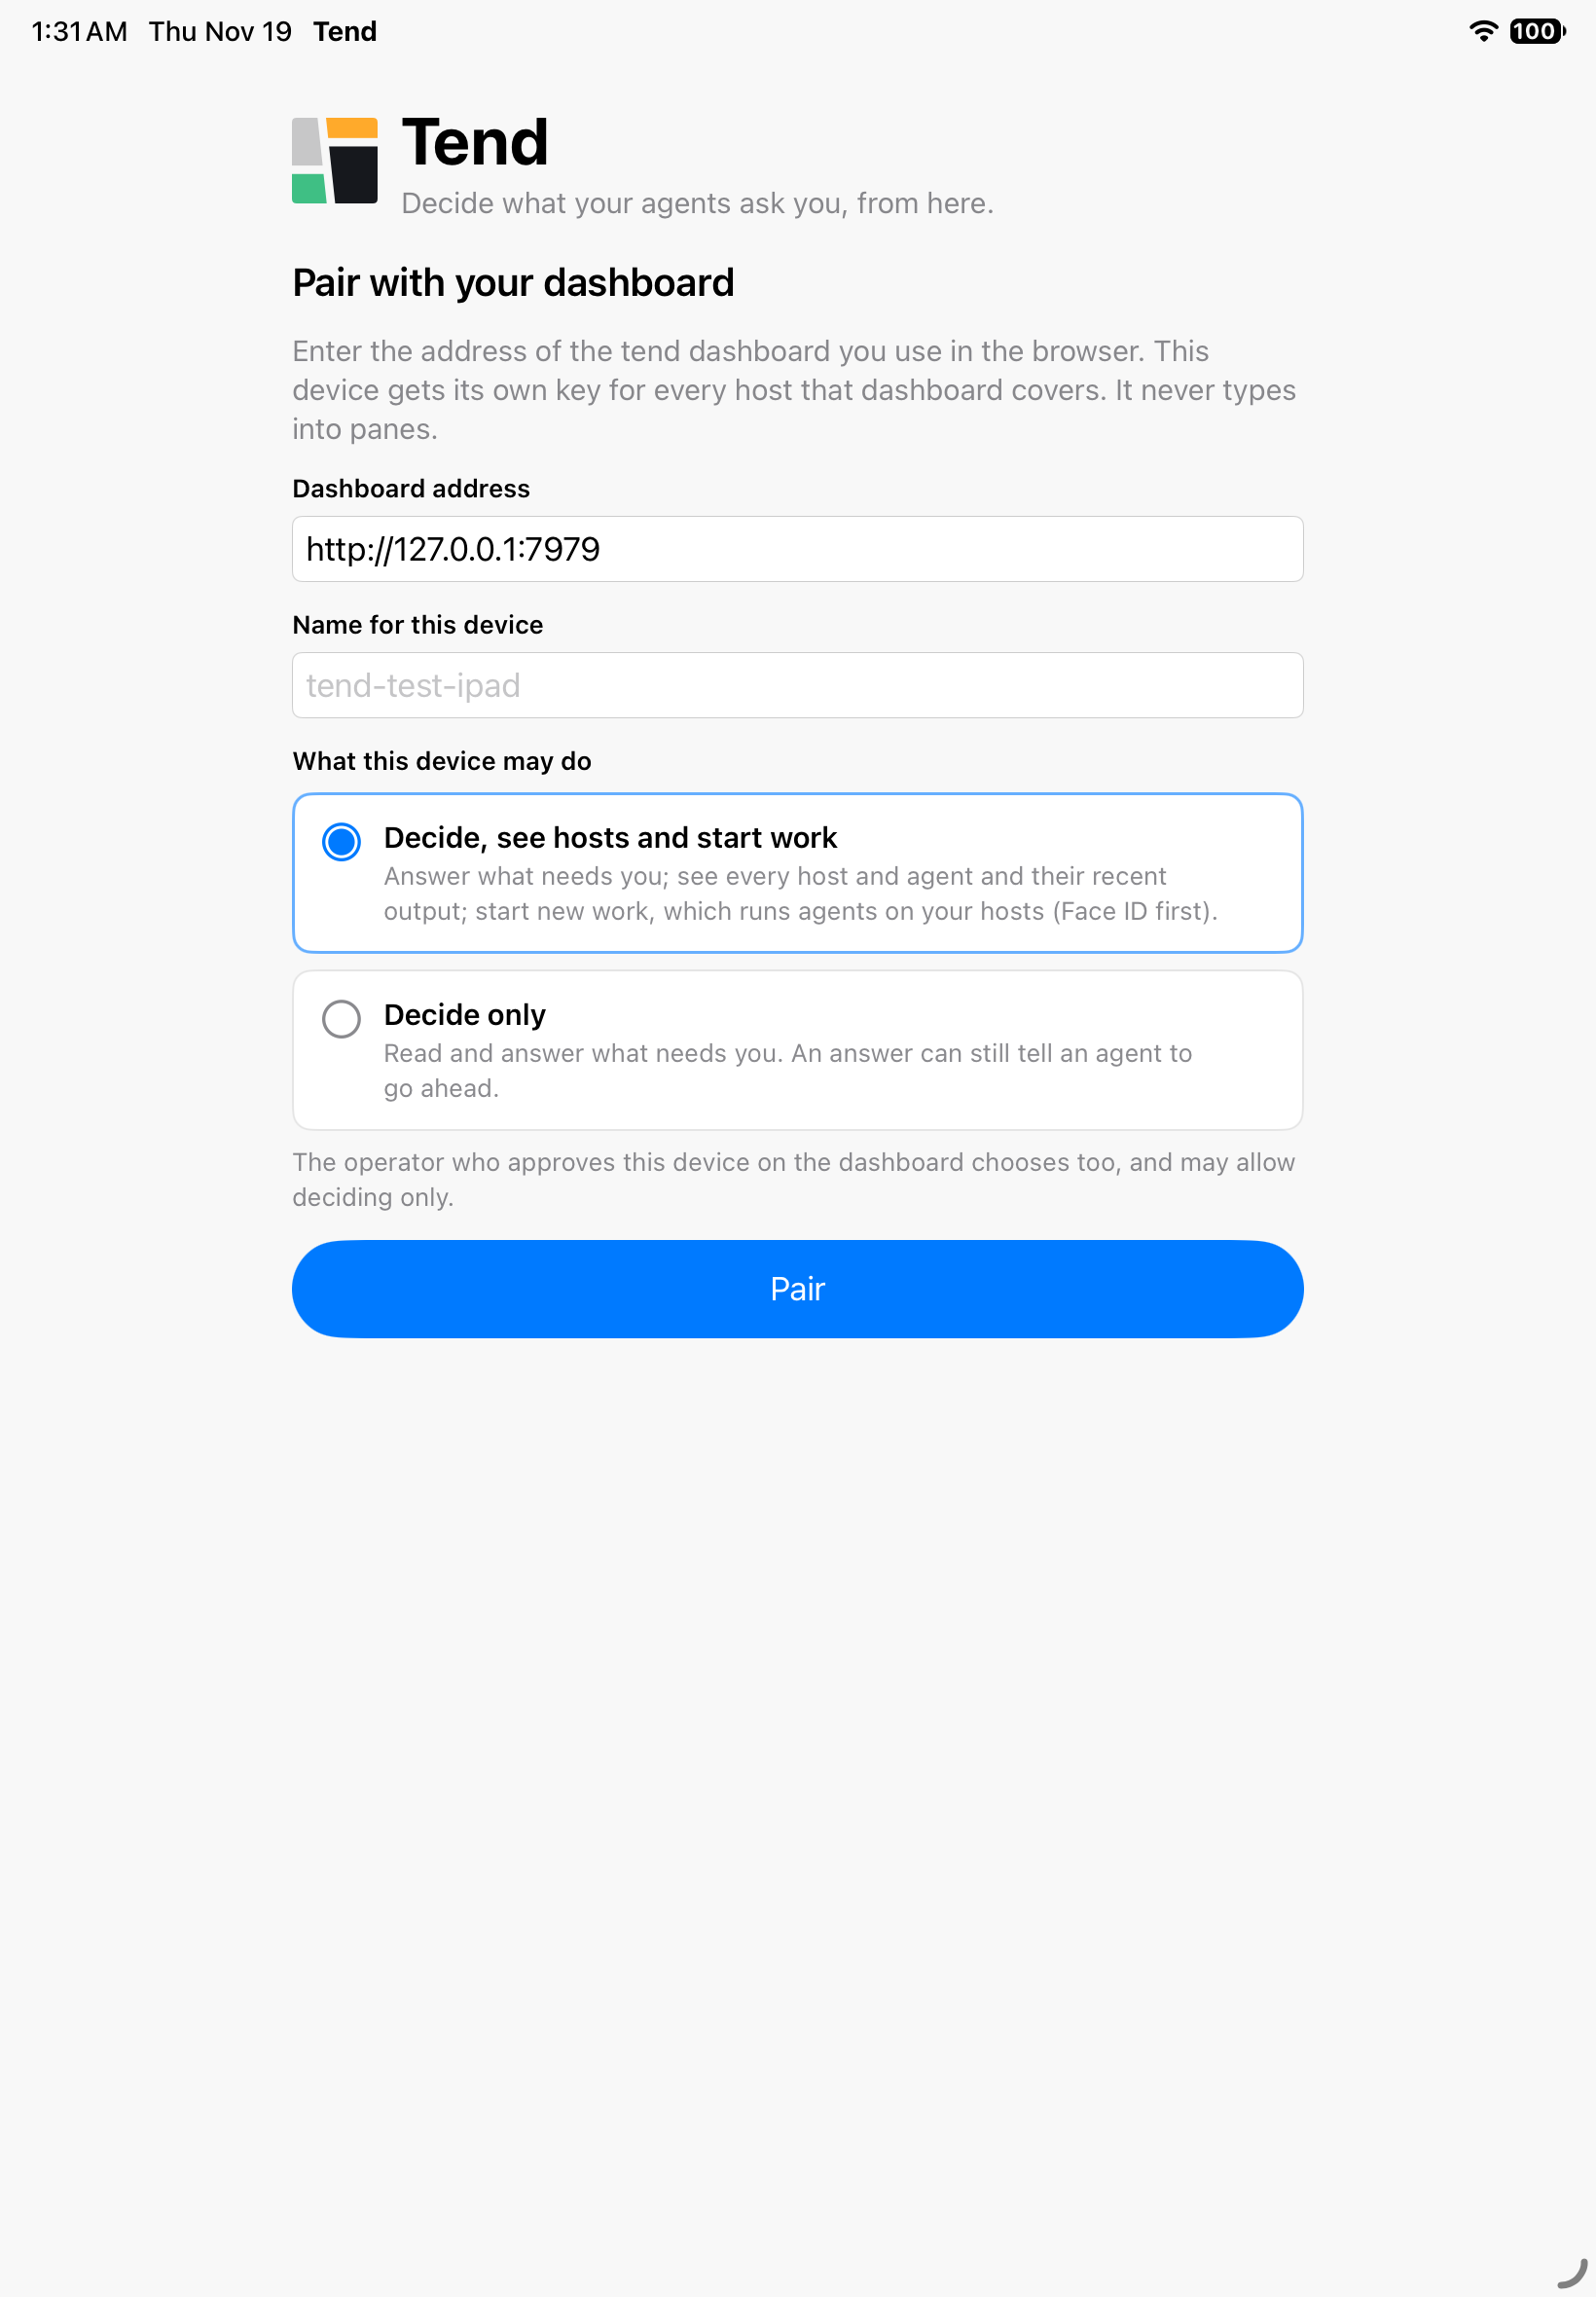 1:31 AM Thu Nov 19 Tend
100
Tend
Decide what your agents ask you, from here.
Pair with your dashboard
Enter the address of the tend dashboard you use in the browser. This
device gets its own key for every host that dashboard covers. It never types
into panes.
Dashboard address
http://127.0.0.1:7979
Name for this device
tend-test-ipad
What this device may do
Decide, see hosts and start work
Answer what needs you; see every host and agent and their recent
output; start new work, which runs agents on your hosts (Face ID first).
Decide only
Read and answer what needs you. An answer can still tell an agent to
go ahead.
The operator who approves this device on the dashboard chooses too, and may allow
deciding only.
Pair